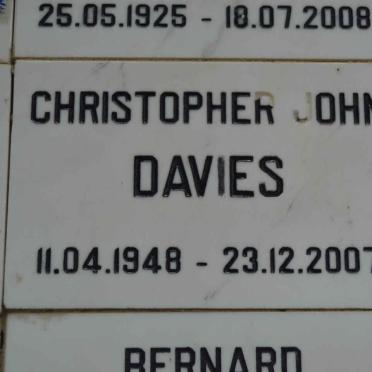 25.05.1925 - 18.07.2008
CHRISTOPHER JOHN
DAVIES
11.04.1948 - 23.12.2007
BERNARD